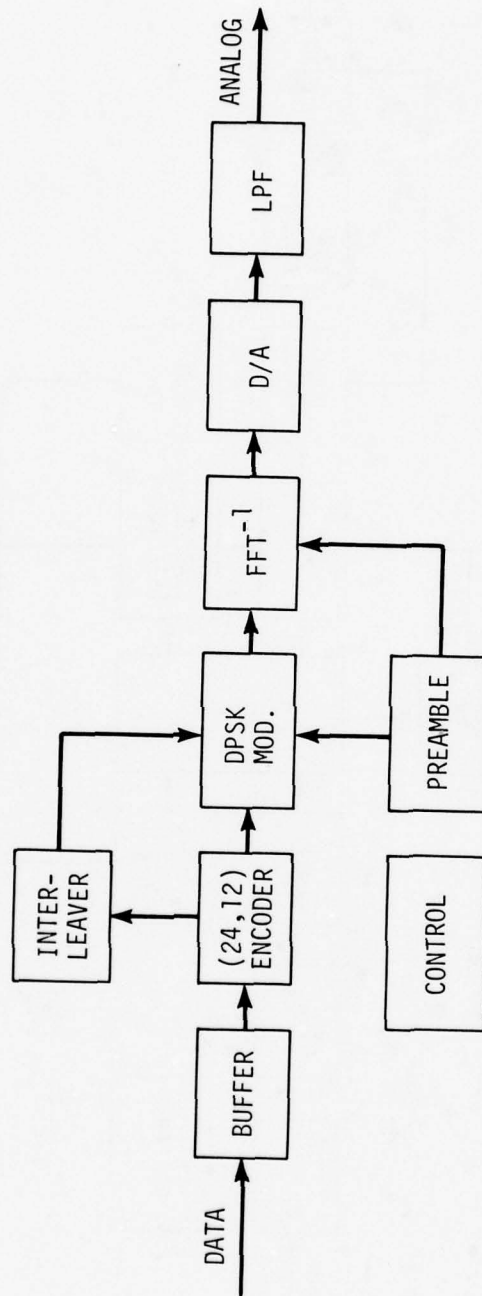 INTER-
LEAVER
DATA
BUFFER
(24,12)
ENCODER
DPSK
MOD.
FFT⁻¹
D/A
LPF
ANALOG
CONTROL
PREAMBLE